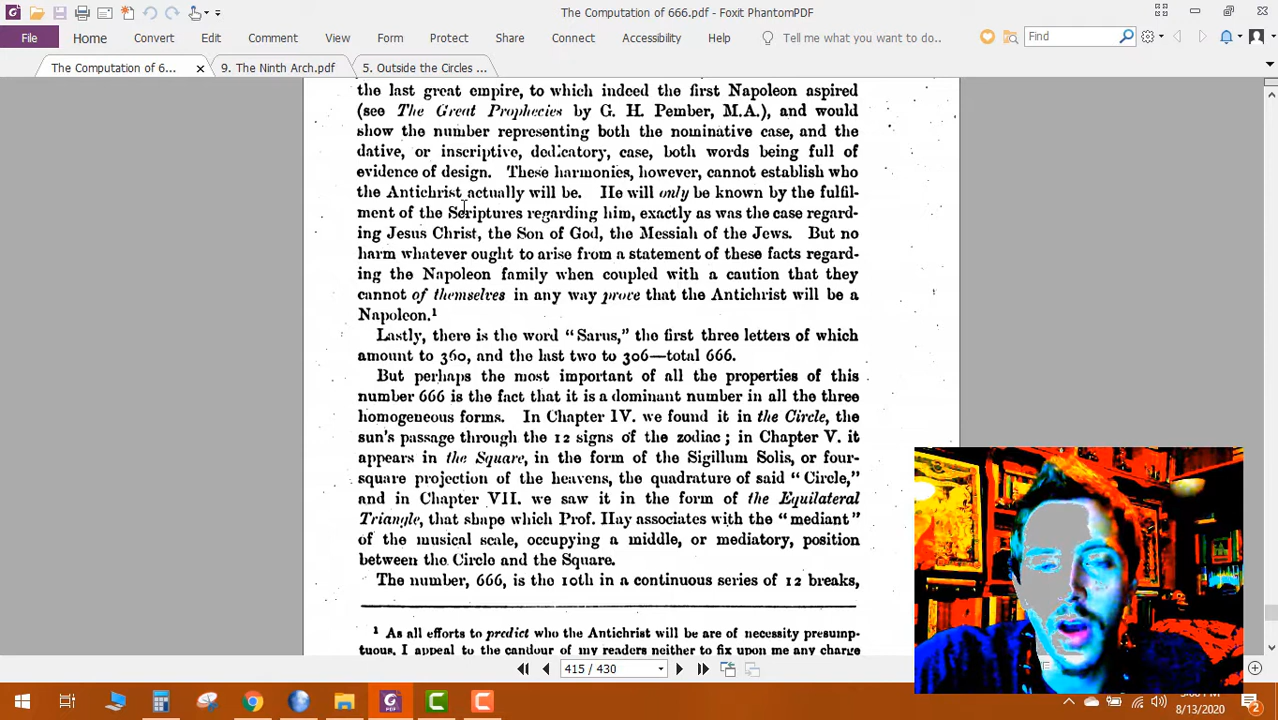 The Computation of 666.pdf - Foxit PhantomPDF
File Home Convert Edit Comment View Form Protect Share Connect Accessibility Help Tell me what you want to do.. Find
The Computation of 6... 9. The Ninth Arch.pdf 5. Outside the Circles ...
the last great empire, to which indeed the first Napoleon aspired
(see The Great Prophecies by G. H. Pember, M.A.), and would
show the number representing both the nominative case, and the
dative, or inscriptive, dedicatory, case, both words being full of
evidence of design. These harmonies, however, cannot establish who
the Antichrist actually will be. He will only be known by the fulfil-
ment of the Scriptures regarding him, exactly as was the case regard-
ing Jesus Christ, the Son of God, the Messiah of the Jews. But no
harm whatever ought to arise from a statement of these facts regard-
ing the Napoleon family when coupled with a caution that they
cannot of themselves in any way prove that the Antichrist will be a
Napoleon.¹
Lastly, there is the word "Sarus," the first three letters of which
amount to 360, and the last two to 306—total 666.
But perhaps the most important of all the properties of this
number 666 is the fact that it is a dominant number in all the three
homogeneous forms. In Chapter IV. we found it in the Circle, the
sun's passage through the 12 signs of the zodiac; in Chapter V. it
appears in the Square, in the form of the Sigillum Solis, or four-
square projection of the heavens, the quadrature of said "Circle,"
and in Chapter VII. we saw it in the form of the Equilateral
Triangle, that shape which Prof. Hay associates with the "mediant"
of the musical scale, occupying a middle, or mediatory, position
between the Circle and the Square.
The number, 666, is the 10th in a continuous series of 12 breaks,
¹ As all efforts to predict who the Antichrist will be are of necessity presump-
tuous, I appeal to the candour of my readers neither to fix upon me any charge
415 / 430
8/13/2020
2